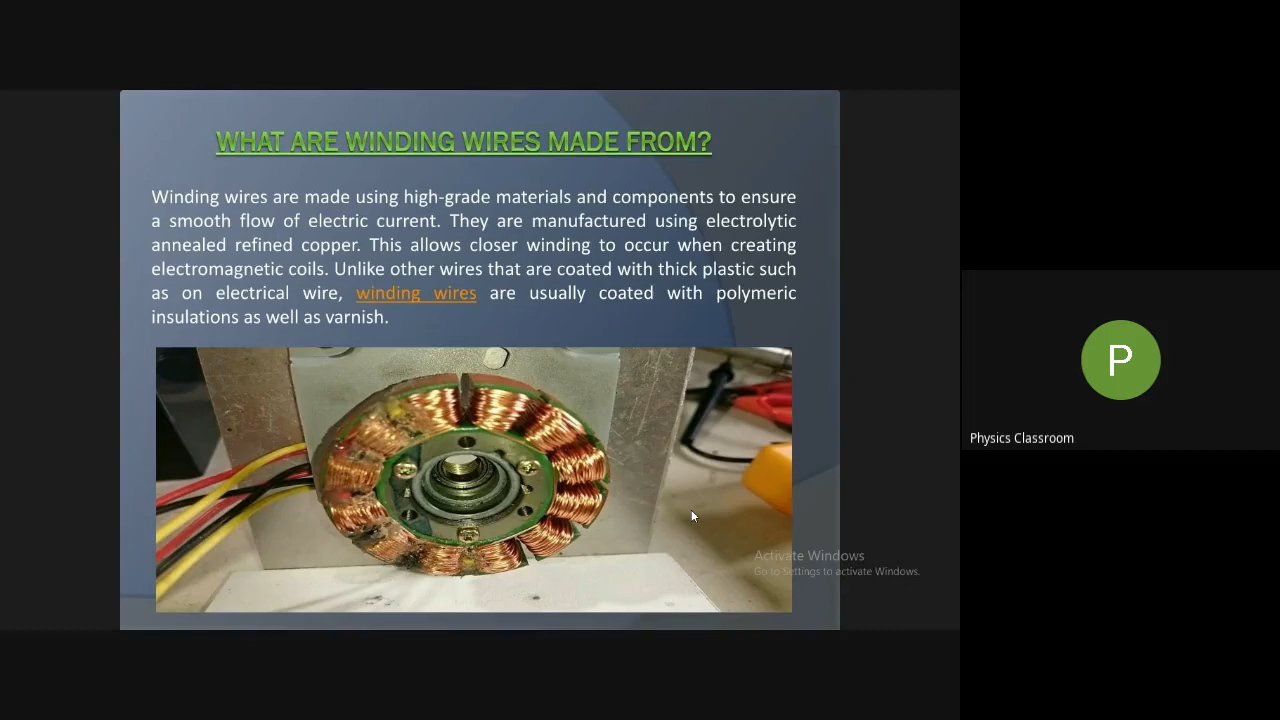 WHAT ARE WINDING WIRES MADE FROM?
Winding wires are made using high-grade materials and components to ensure
a smooth flow of electric current. They are manufactured using electrolytic
annealed refined copper. This allows closer winding to occur when creating
electromagnetic coils. Unlike other wires that are coated with thick plastic such
as on electrical wire, winding wires are usually coated with polymeric
insulations as well as varnish.
Activate Windows
Go to Settings to activate Windows.
P
Physics Classroom